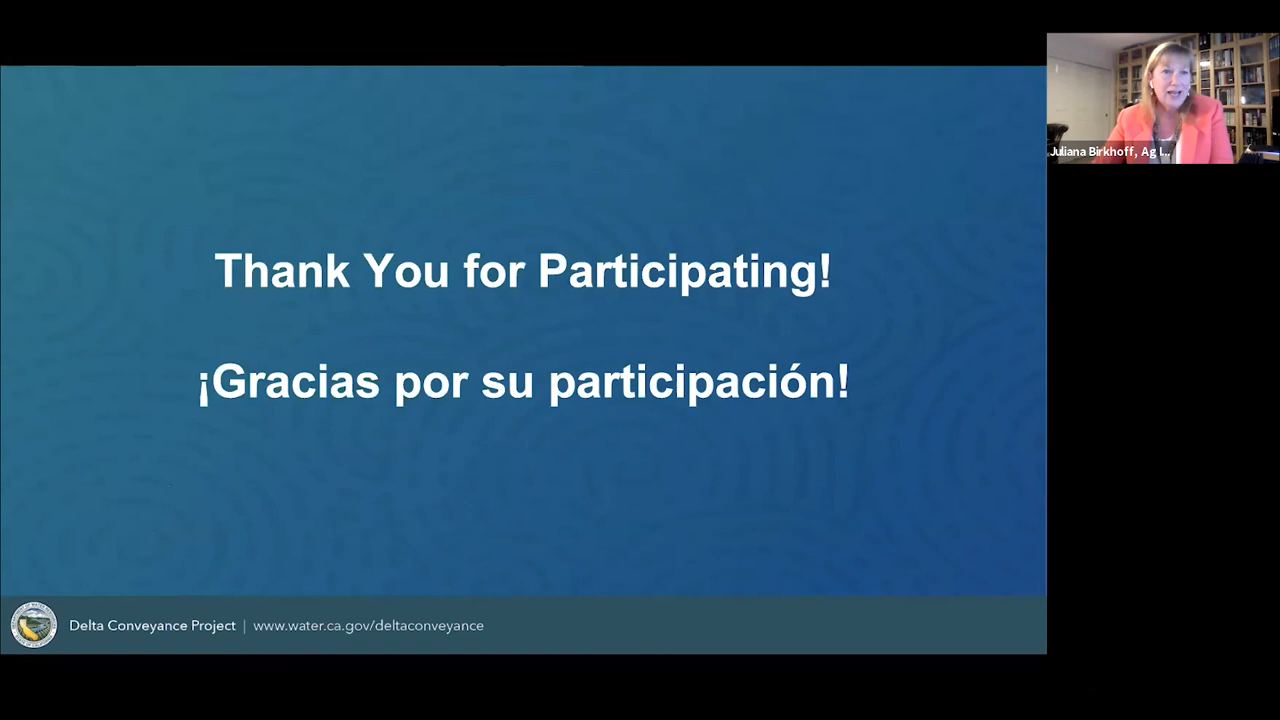 Thank You for Participating!
¡Gracias por su participación!
Juliana Birkhoff, Ag I...
Delta Conveyance Project | www.water.ca.gov/deltaconveyance